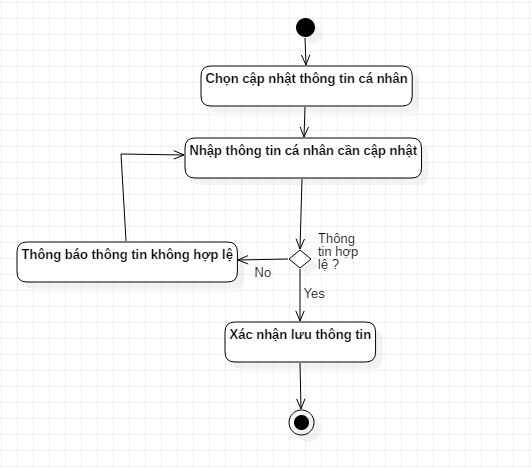 Chọn cập nhật thông tin cá nhân
Nhập thông tin cá nhân cần cập nhật
Thông
tin hợp
lệ ?
Thông báo thông tin không hợp lệ
No
Yes
Xác nhận lưu thông tin